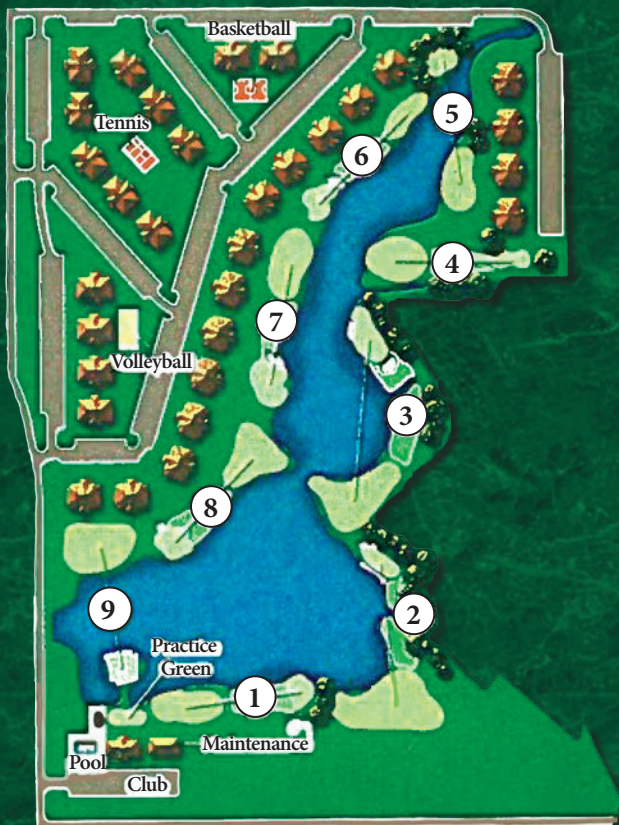 Basketball
5
Tennis
6
4
7
Volleyball
3
8
9
2
Practice
Green
1
Maintenance
Pool
Club